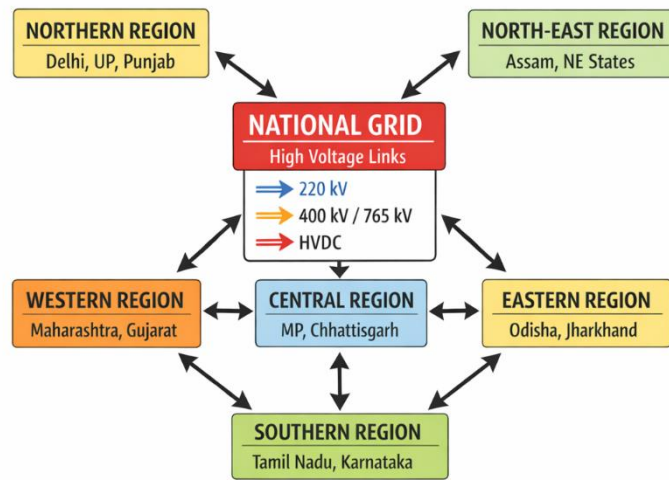 NORTHERN REGION
Delhi, UP, Punjab
NORTH-EAST REGION
Assam, NE States
NATIONAL GRID
High Voltage Links
220 kV
400 kV / 765 kV
HVDC
WESTERN REGION
Maharashtra, Gujarat
CENTRAL REGION
MP, Chhattisgarh
EASTERN REGION
Odisha, Jharkhand
SOUTHERN REGION
Tamil Nadu, Karnataka